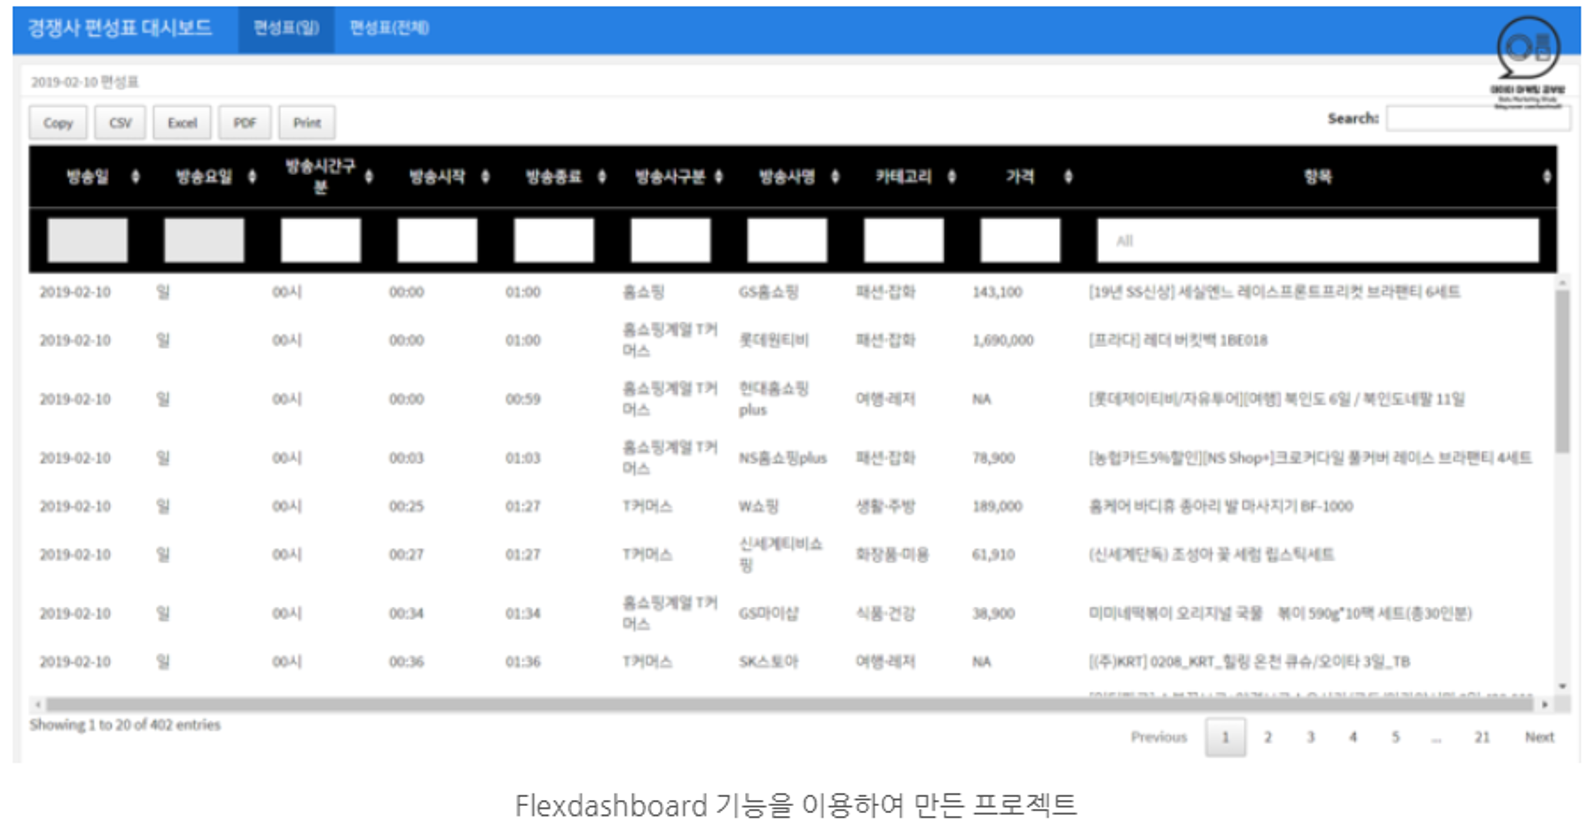 경쟁사 편성표 대시보드 편성표(일) 편성표(전체)
2019-02-10 편성표
Copy CSV Excel PDF Print Search:
방송일 방송요일 방송시간구분 방송시작 방송종료 방송사구분 방송사명 카테고리 가격 항목
All
2019-02-10 일 00시 00:00 01:00 홈쇼핑 GS홈쇼핑 패션·잡화 143,100 [19년 SS신상] 세실엔느 레이스프론트프리컷 브라팬티 6세트
2019-02-10 일 00시 00:00 01:00 홈쇼핑계열 T커머스 롯데원티비 패션·잡화 1,690,000 [프라다] 레더 버킷백 1BE018
2019-02-10 일 00시 00:00 00:59 홈쇼핑계열 T커머스 현대홈쇼핑plus 여행·레저 NA [롯데제이티비/자유투어][여행] 북인도 6일 / 북인도네팔 11일
2019-02-10 일 00시 00:03 01:03 홈쇼핑계열 T커머스 NS홈쇼핑plus 패션·잡화 78,900 [농협카드5%할인][NS Shop+]크로커다일 풀커버 레이스 브라팬티 4세트
2019-02-10 일 00시 00:25 01:27 T커머스 W쇼핑 생활·주방 189,000 홈케어 바디휴 종아리 발 마사지기 BF-1000
2019-02-10 일 00시 00:27 01:27 T커머스 신세계티비쇼핑 화장품·미용 61,910 (신세계단독) 조성아 꽃 세럼 립스틱세트
2019-02-10 일 00시 00:34 01:34 홈쇼핑계열 T커머스 GS마이샵 식품·건강 38,900 미미네떡볶이 오리지널 국물 볶이 590g*10팩 세트(총30인분)
2019-02-10 일 00시 00:36 01:36 T커머스 SK스토아 여행·레저 NA [(주)KRT] 0208_KRT_힐링 온천 큐슈/오이타 3일_TB
Showing 1 to 20 of 402 entries
Previous 1 2 3 4 5 … 21 Next
Flexdashboard 기능을 이용하여 만든 프로젝트